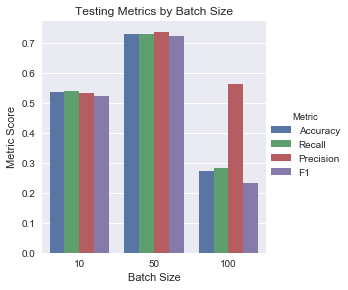 Testing Metrics by Batch Size
Metric Score
0.7
0.6
0.5
0.4
0.3
0.2
0.1
0.0
10
50
100
Batch Size
Metric
Accuracy
Recall
Precision
F1